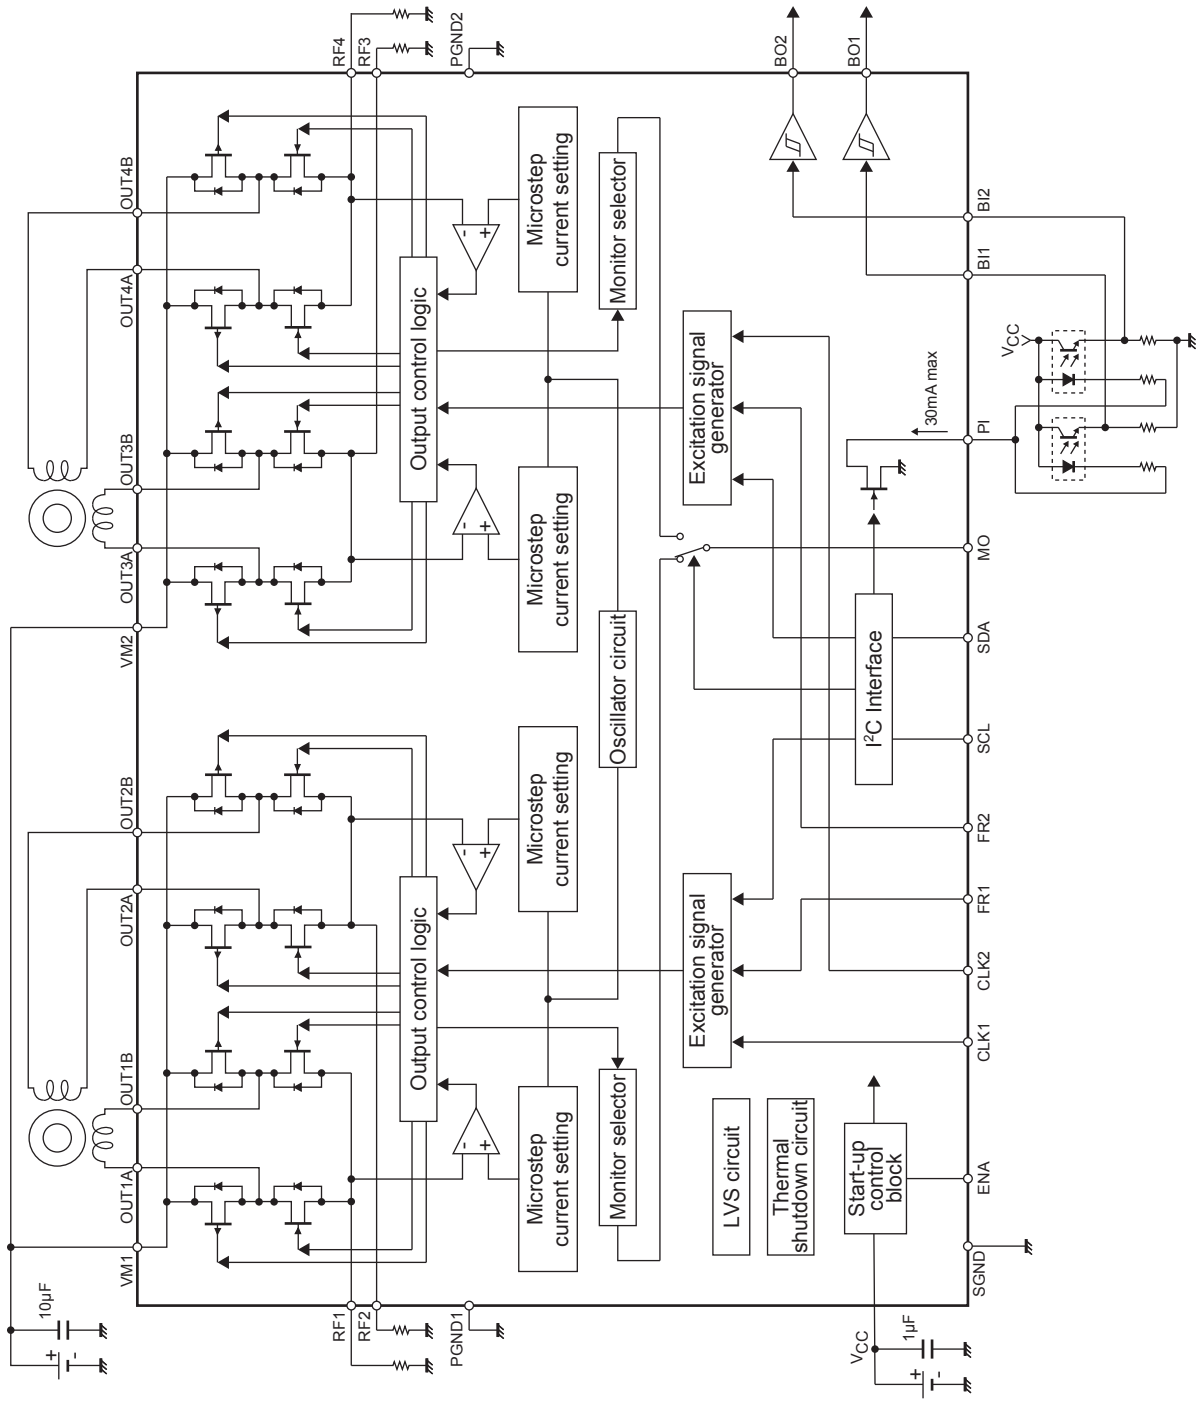 VM1
OUT1A
OUT1B
OUT2A
OUT2B
VM2
OUT3A
OUT3B
OUT4A
OUT4B
10µF
+
-
RF1
RF2
PGND1
RF4
RF3
PGND2
Output control logic
Output control logic
-
+
-
+
-
+
-
+
Microstep
current setting
Microstep
current setting
Microstep
current setting
Microstep
current setting
Monitor selector
Oscillator circuit
Monitor selector
Excitation signal
generator
Excitation signal
generator
LVS circuit
Thermal
shutdown circuit
Start-up
control
block
I²C Interface
BO2
BO1
VCC
1µF
+
-
SGND
ENA
CLK1
CLK2
FR1
FR2
SCL
SDA
MO
PI
BI1
BI2
30mA max
VCC